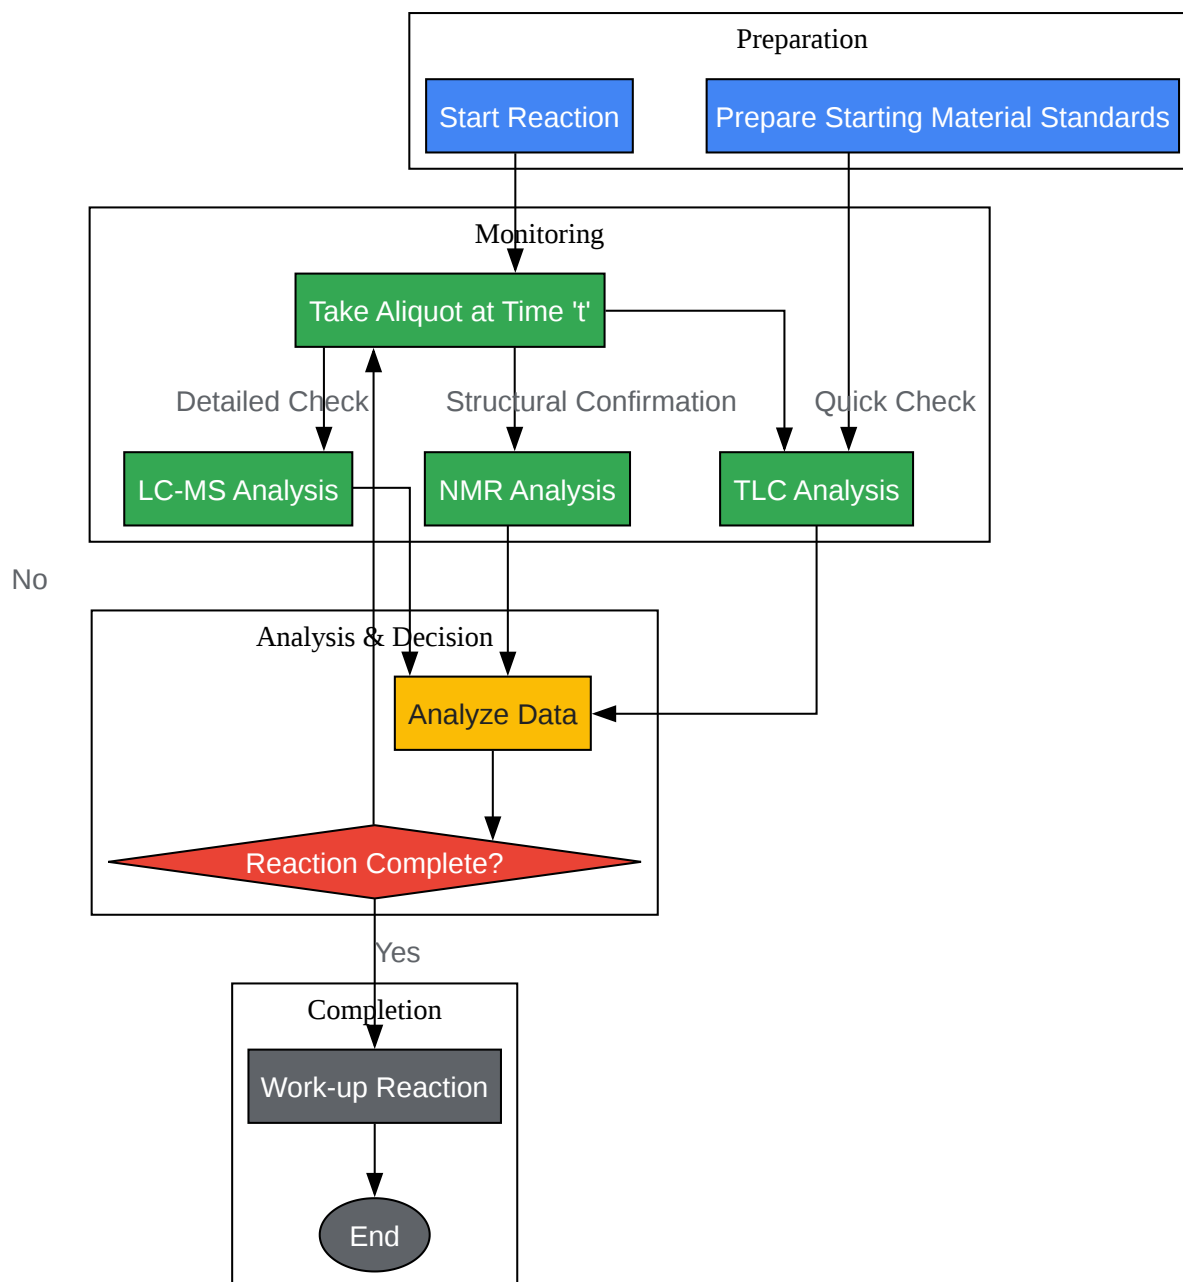 Preparation
Start Reaction
Prepare Starting Material Standards
Monitoring
Take Aliquot at Time 't'
Detailed Check
Structural Confirmation
Quick Check
LC-MS Analysis
NMR Analysis
TLC Analysis
No
Analysis & Decision
Analyze Data
Reaction Complete?
Yes
Completion
Work-up Reaction
End